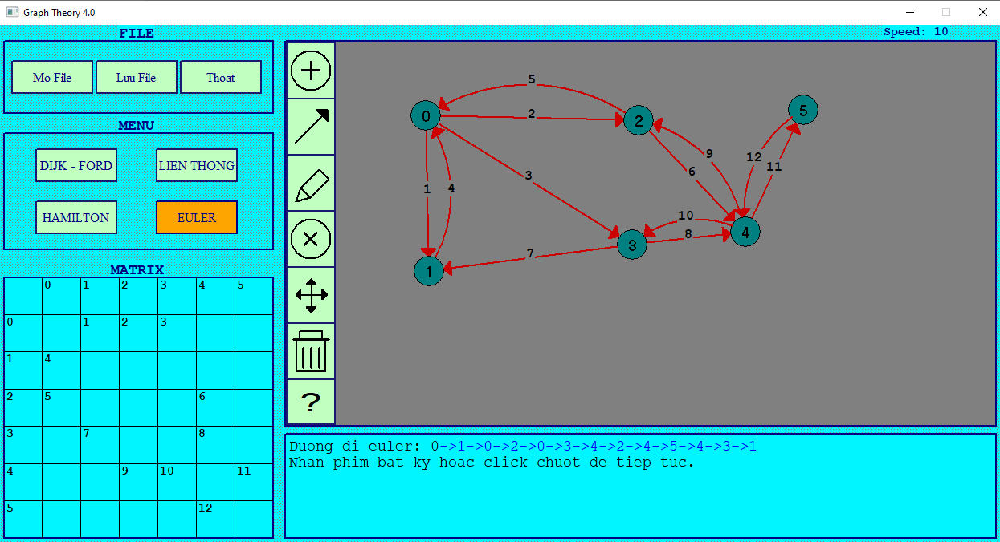 Graph Theory 4.0
Speed: 10
FILE
Mo File Luu File Thoat
MENU
DIJK - FORD LIEN THONG
HAMILTON EULER
MATRIX
0 1 2 3 4 5
0 1 2 3
1 4
2 5 6
3 7 8
4 9 10 11
5 12
?
5
0 2 2 5
9
12
6 11
3
1 4
10
8 4
3
7
1
Duong di euler: 0->1->0->2->0->3->4->2->4->5->4->3->1
Nhan phim bat ky hoac click chuot de tiep tuc.